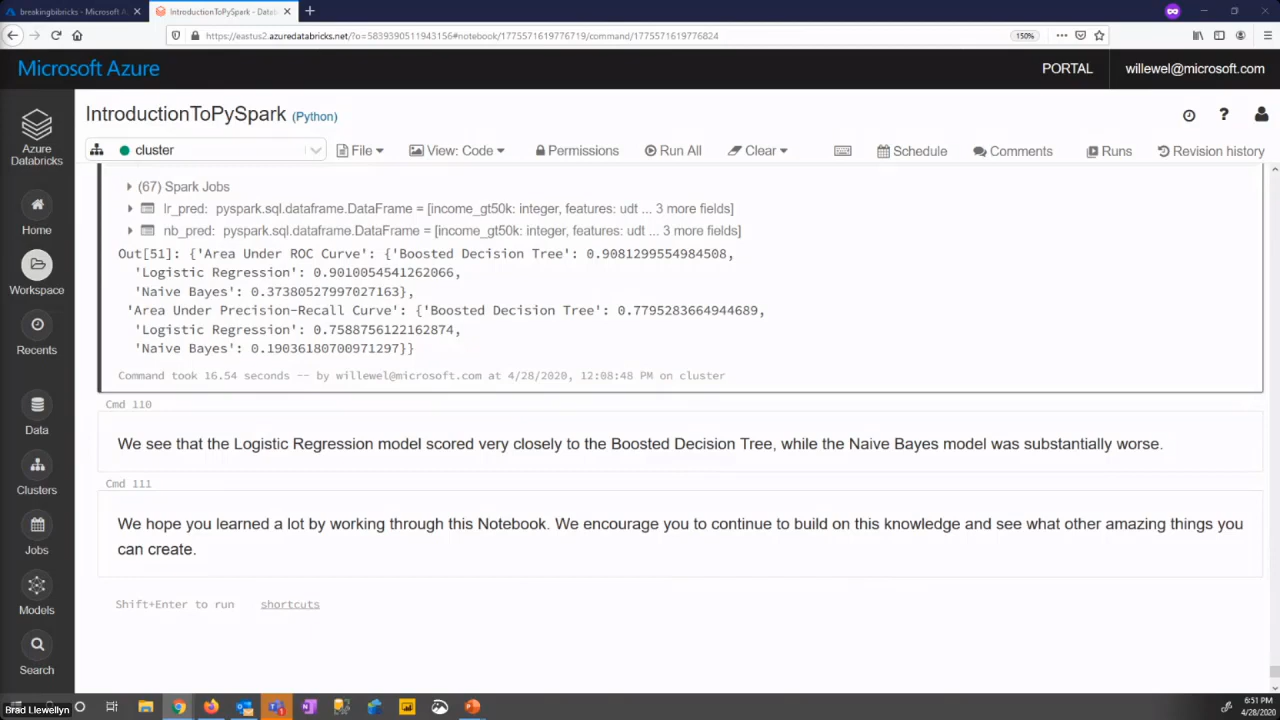 breakingbibricks - Microsoft A
IntroductionToPySpark - Datab
https://eastus2.azuredatabricks.net/?o=5839390511943156#notebook/1775571619776719/command/1775571619776824
150%
Microsoft Azure
PORTAL
willewel@microsoft.com
Azure
Databricks
Home
Workspace
Recents
Data
Clusters
Jobs
Models
Search
IntroductionToPySpark (Python)
cluster
File
View: Code
Permissions
Run All
Clear
Schedule
Comments
Runs
Revision history
(67) Spark Jobs
lr_pred: pyspark.sql.dataframe.DataFrame = [income_gt50k: integer, features: udt ... 3 more fields]
nb_pred: pyspark.sql.dataframe.DataFrame = [income_gt50k: integer, features: udt ... 3 more fields]
Out[51]: {'Area Under ROC Curve': {'Boosted Decision Tree': 0.9081299554984508,
'Logistic Regression': 0.9010054541262066,
'Naive Bayes': 0.37380527997027163},
'Area Under Precision-Recall Curve': {'Boosted Decision Tree': 0.7795283664944689,
'Logistic Regression': 0.7588756122162874,
'Naive Bayes': 0.19036180700971297}}
Command took 16.54 seconds -- by willewel@microsoft.com at 4/28/2020, 12:08:48 PM on cluster
Cmd 110
We see that the Logistic Regression model scored very closely to the Boosted Decision Tree, while the Naive Bayes model was substantially worse.
Cmd 111
We hope you learned a lot by working through this Notebook. We encourage you to continue to build on this knowledge and see what other amazing things you
can create.
Shift+Enter to run shortcuts
Brad Llewellyn
6:51 PM
4/28/2020